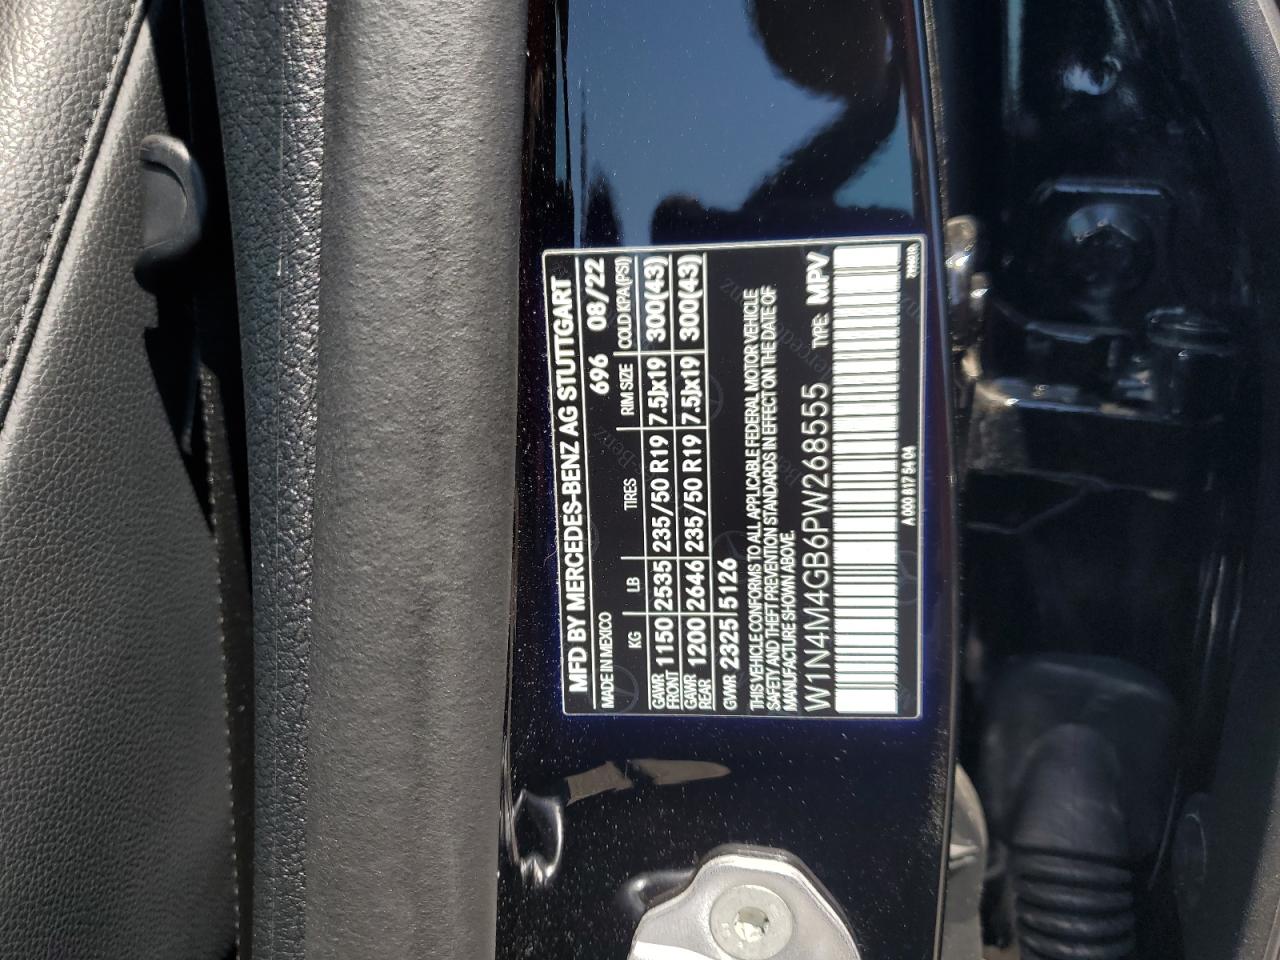 MFD BY MERCEDES-BENZ AG STUTTGART
MADE IN MEXICO 696 08/22
KG LB TIRES RIM SIZE COLD KPA(PSI)
GAWR FRONT 1150 2535 235/50 R19 7.5Jx19 300(43)
GAWR REAR 1200 2646 235/50 R19 7.5Jx19 300(43)
GVWR 2325 5126
THIS VEHICLE CONFORMS TO ALL APPLICABLE FEDERAL MOTOR VEHICLE
SAFETY AND THEFT PREVENTION STANDARDS IN EFFECT ON THE DATE OF
MANUFACTURE SHOWN ABOVE.
W1N4M4GB6PW268555 TYPE: MPV
A 000 817 54 04